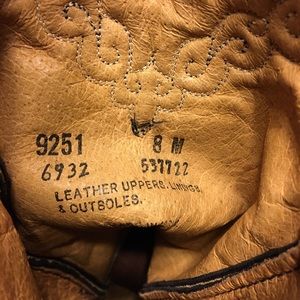 9251 8 M
6932 537722
LEATHER UPPERS, LININGS,
& OUTSOLES.